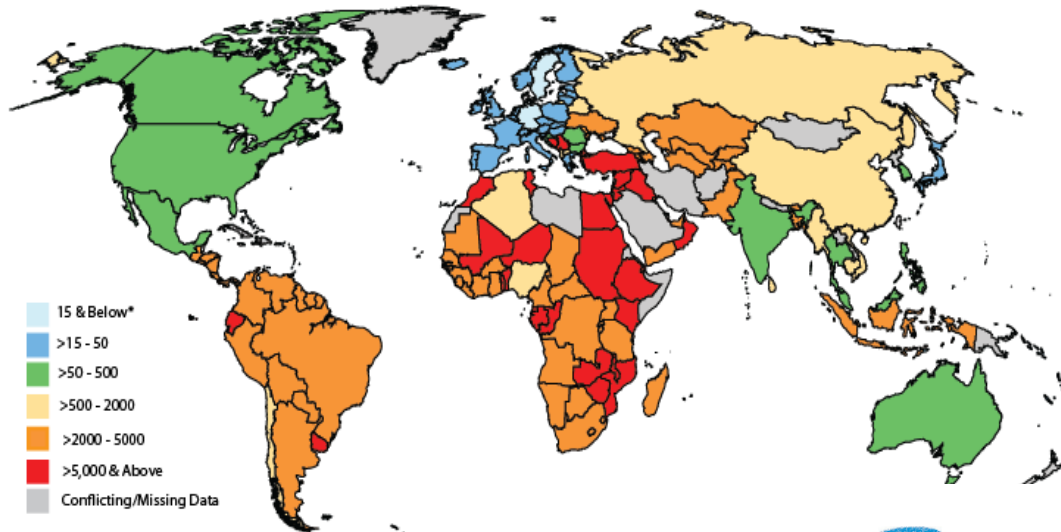 15 & Below*
>15 - 50
>50 - 500
>500 - 2000
>2000 - 5000
>5,000 & Above
Conflicting/Missing Data